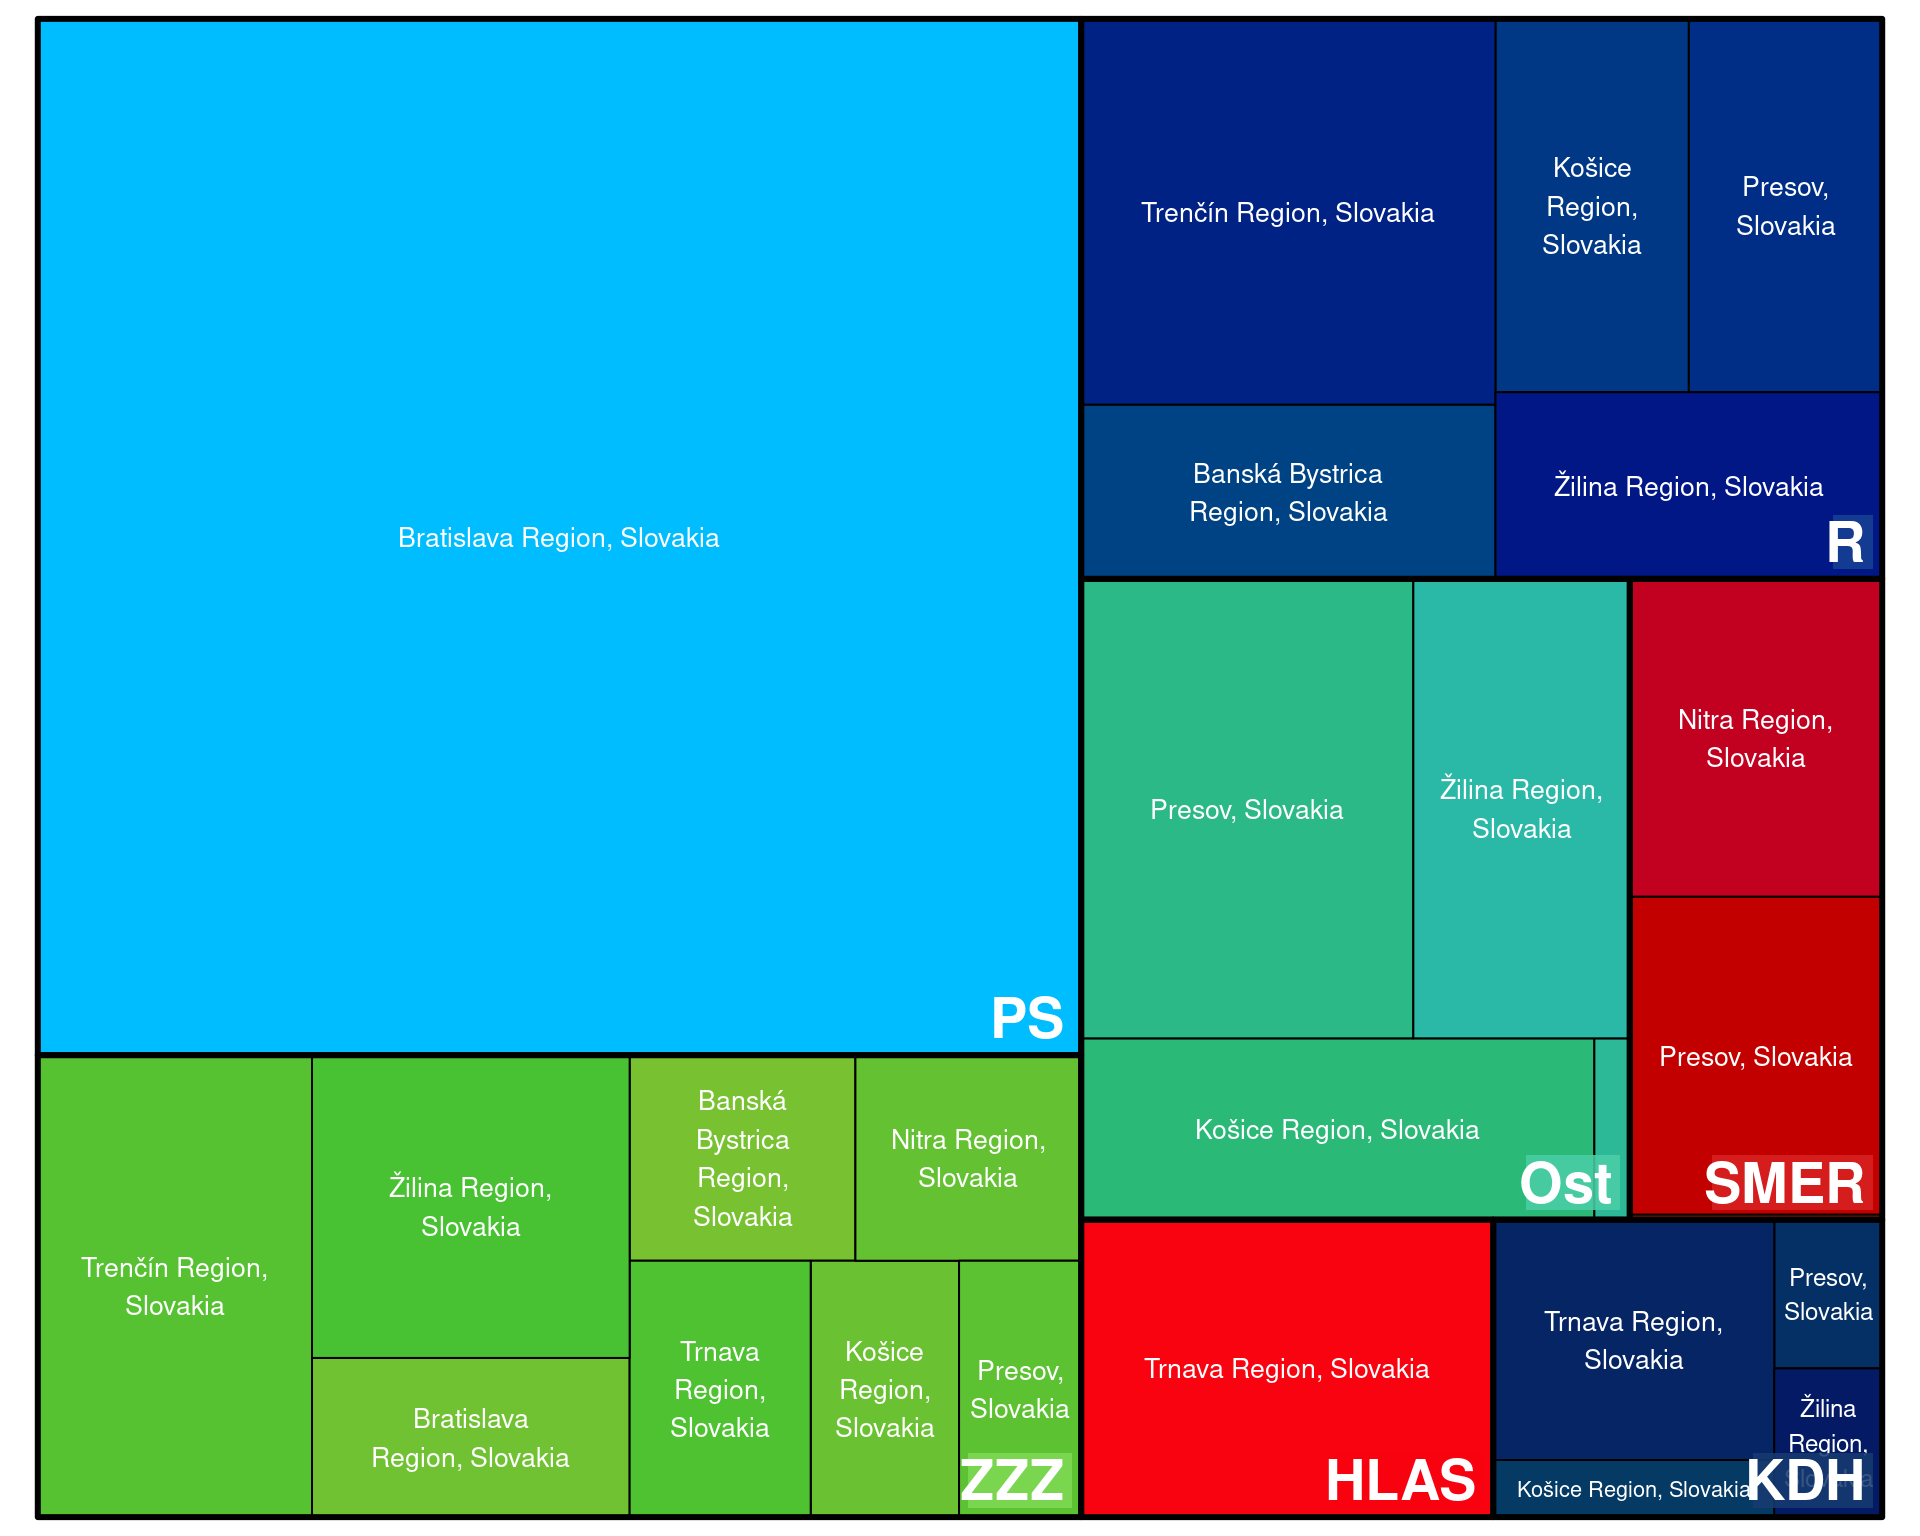 Bratislava Region, Slovakia
PS
Trenčín Region, Slovakia
Košice
Region,
Slovakia
Presov,
Slovakia
Banská Bystrica
Region, Slovakia
Žilina Region, Slovakia
R
Presov, Slovakia
Žilina Region,
Slovakia
Košice Region, Slovakia
Ost
Nitra Region,
Slovakia
Presov, Slovakia
SMER
Trenčín Region,
Slovakia
Žilina Region,
Slovakia
Bratislava
Region, Slovakia
Banská
Bystrica
Region,
Slovakia
Nitra Region,
Slovakia
Trnava
Region,
Slovakia
Košice
Region,
Slovakia
Presov,
Slovakia
ZZZ
Trnava Region, Slovakia
HLAS
Trnava Region,
Slovakia
Presov,
Slovakia
Žilina
Region,
Slovakia
Košice Region, Slovakia
KDH